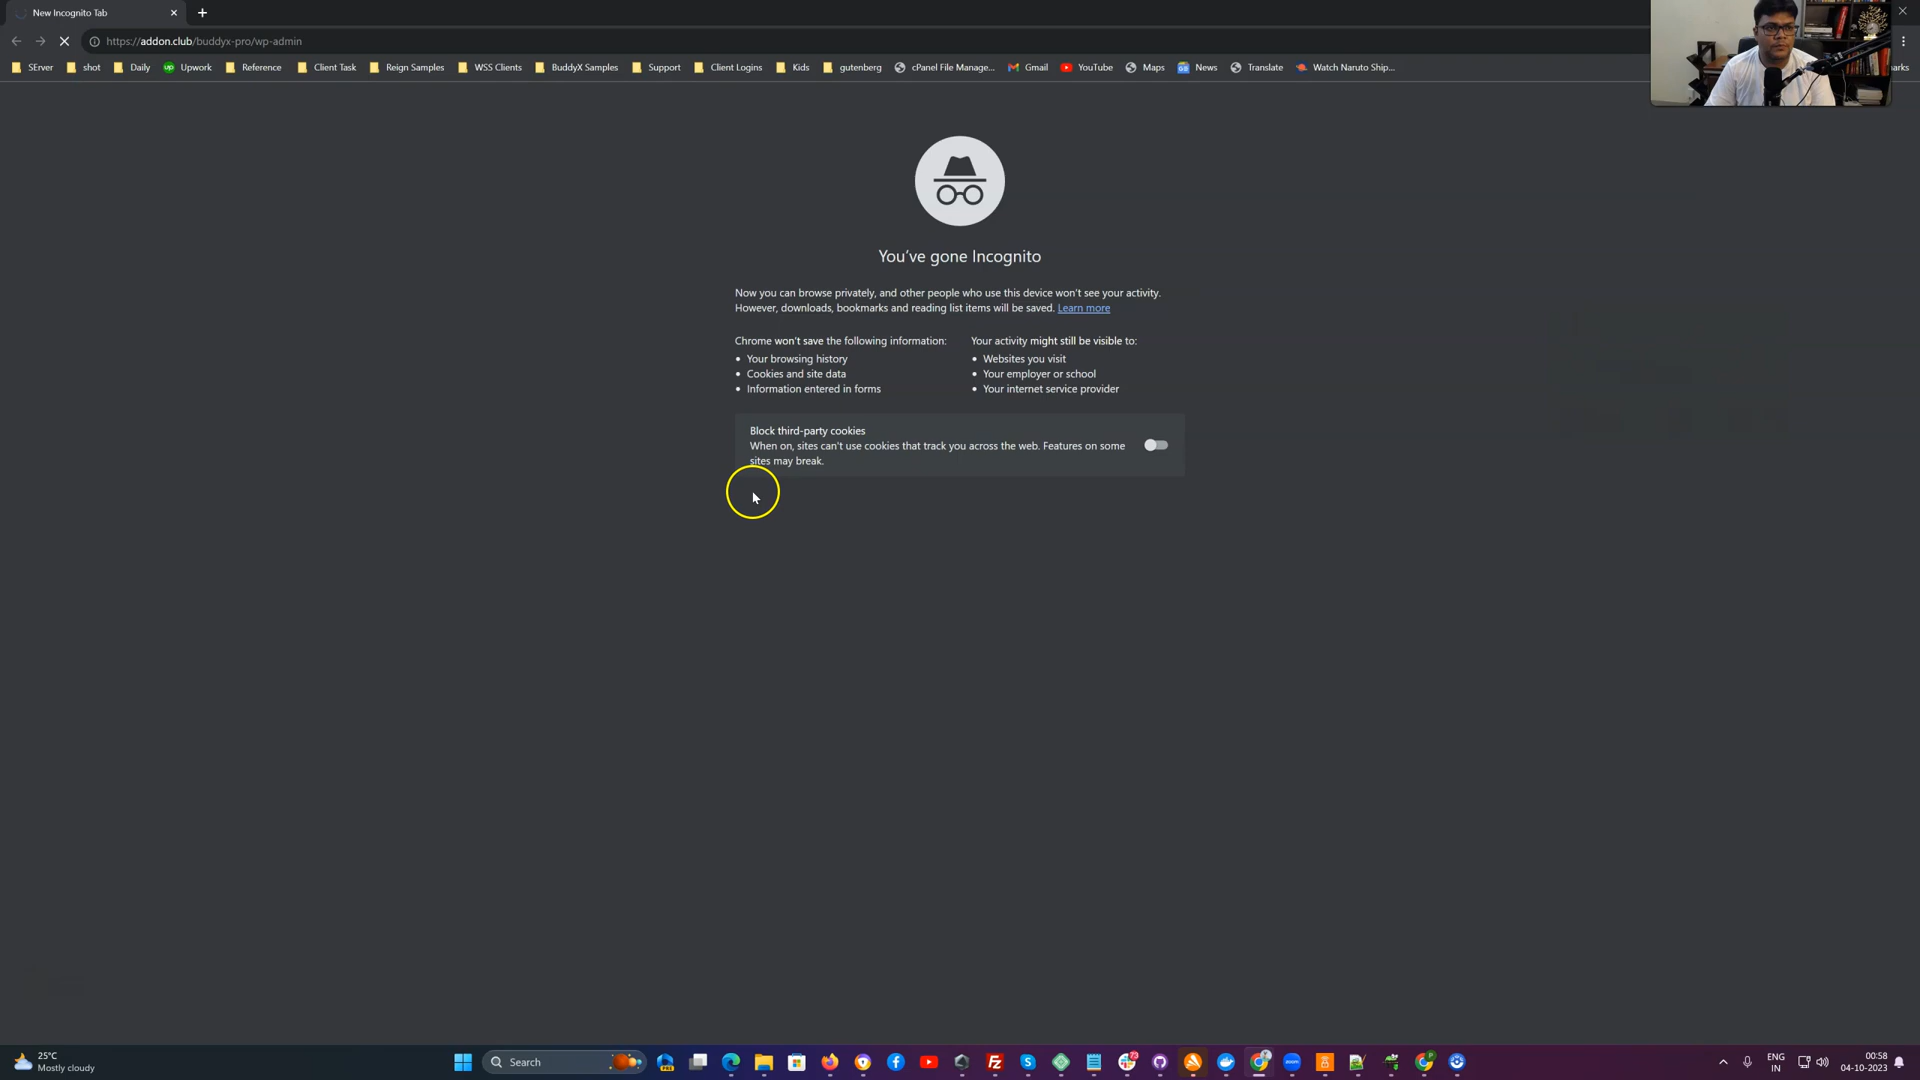 New Incognito Tab
https://addon.club/buddyx-pro/wp-admin
SErver shot Daily Upwork Reference Client Task Reign Samples WSS Clients BuddyX Samples Support Client Logins Kids gutenberg cPanel File Manage... Gmail YouTube Maps News Translate Watch Naruto Ship...
You've gone Incognito
Now you can browse privately, and other people who use this device won't see your activity.
However, downloads, bookmarks and reading list items will be saved. Learn more
Chrome won't save the following information:
Your browsing history
Cookies and site data
Information entered in forms
Your activity might still be visible to:
Websites you visit
Your employer or school
Your internet service provider
Block third-party cookies
When on, sites can't use cookies that track you across the web. Features on some
sites may break.
25°C
Mostly cloudy
Search
ENG
IN
00:58
04-10-2023